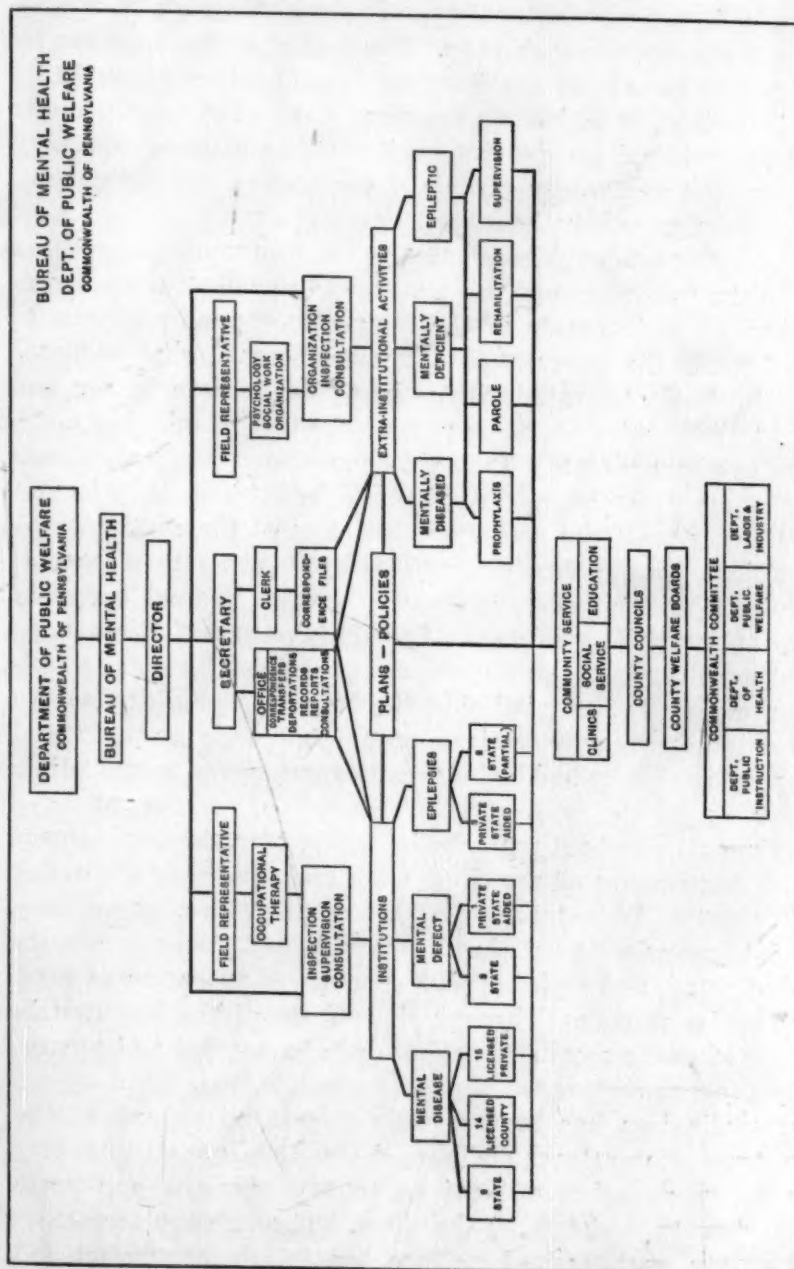 BUREAU OF MENTAL HEALTH
DEPT. OF PUBLIC WELFARE
COMMONWEALTH OF PENNSYLVANIA
DEPARTMENT OF PUBLIC WELFARE
COMMONWEALTH OF PENNSYLVANIA
BUREAU OF MENTAL HEALTH
DIRECTOR
FIELD REPRESENTATIVE
OCCUPATIONAL
THERAPY
INSPECTION
SUPERVISION
CONSULTATION
SECRETARY
OFFICE
CORRESPONDENCE
TRANSFERS
DEPORTATIONS
RECORDS
REPORTS
CONSULTATIONS
CLERK
CORRESPOND-
ENCE FILES
FIELD REPRESENTATIVE
PSYCHOLOGY
SOCIAL WORK
ORGANIZATION
ORGANIZATION
INSPECTION
CONSULTATION
INSTITUTIONS
PLANS - POLICIES
EXTRA-INSTITUTIONAL ACTIVITIES
MENTAL
DISEASE
STATE
14
LICENSED
COUNTY
15
LICENSED
PRIVATE
MENTAL
DEFECT
STATE
PRIVATE
STATE
AIDED
EPILEPSIES
PRIVATE
STATE
AIDED
STATE
(PARTIAL)
MENTALLY
DISEASED
MENTALLY
DEFICIENT
EPILEPTIC
PROPHYLAXIS
PAROLE
REHABILITATION
SUPERVISION
COMMUNITY SERVICE
CLINICS
SOCIAL
SERVICE
EDUCATION
COUNTY COUNCILS
COUNTY WELFARE BOARDS
COMMONWEALTH COMMITTEE
DEPT.
PUBLIC
INSTRUCTION
DEPT.
OF
HEALTH
DEPT.
PUBLIC
WELFARE
DEPT.
LABOR &
INDUSTRY